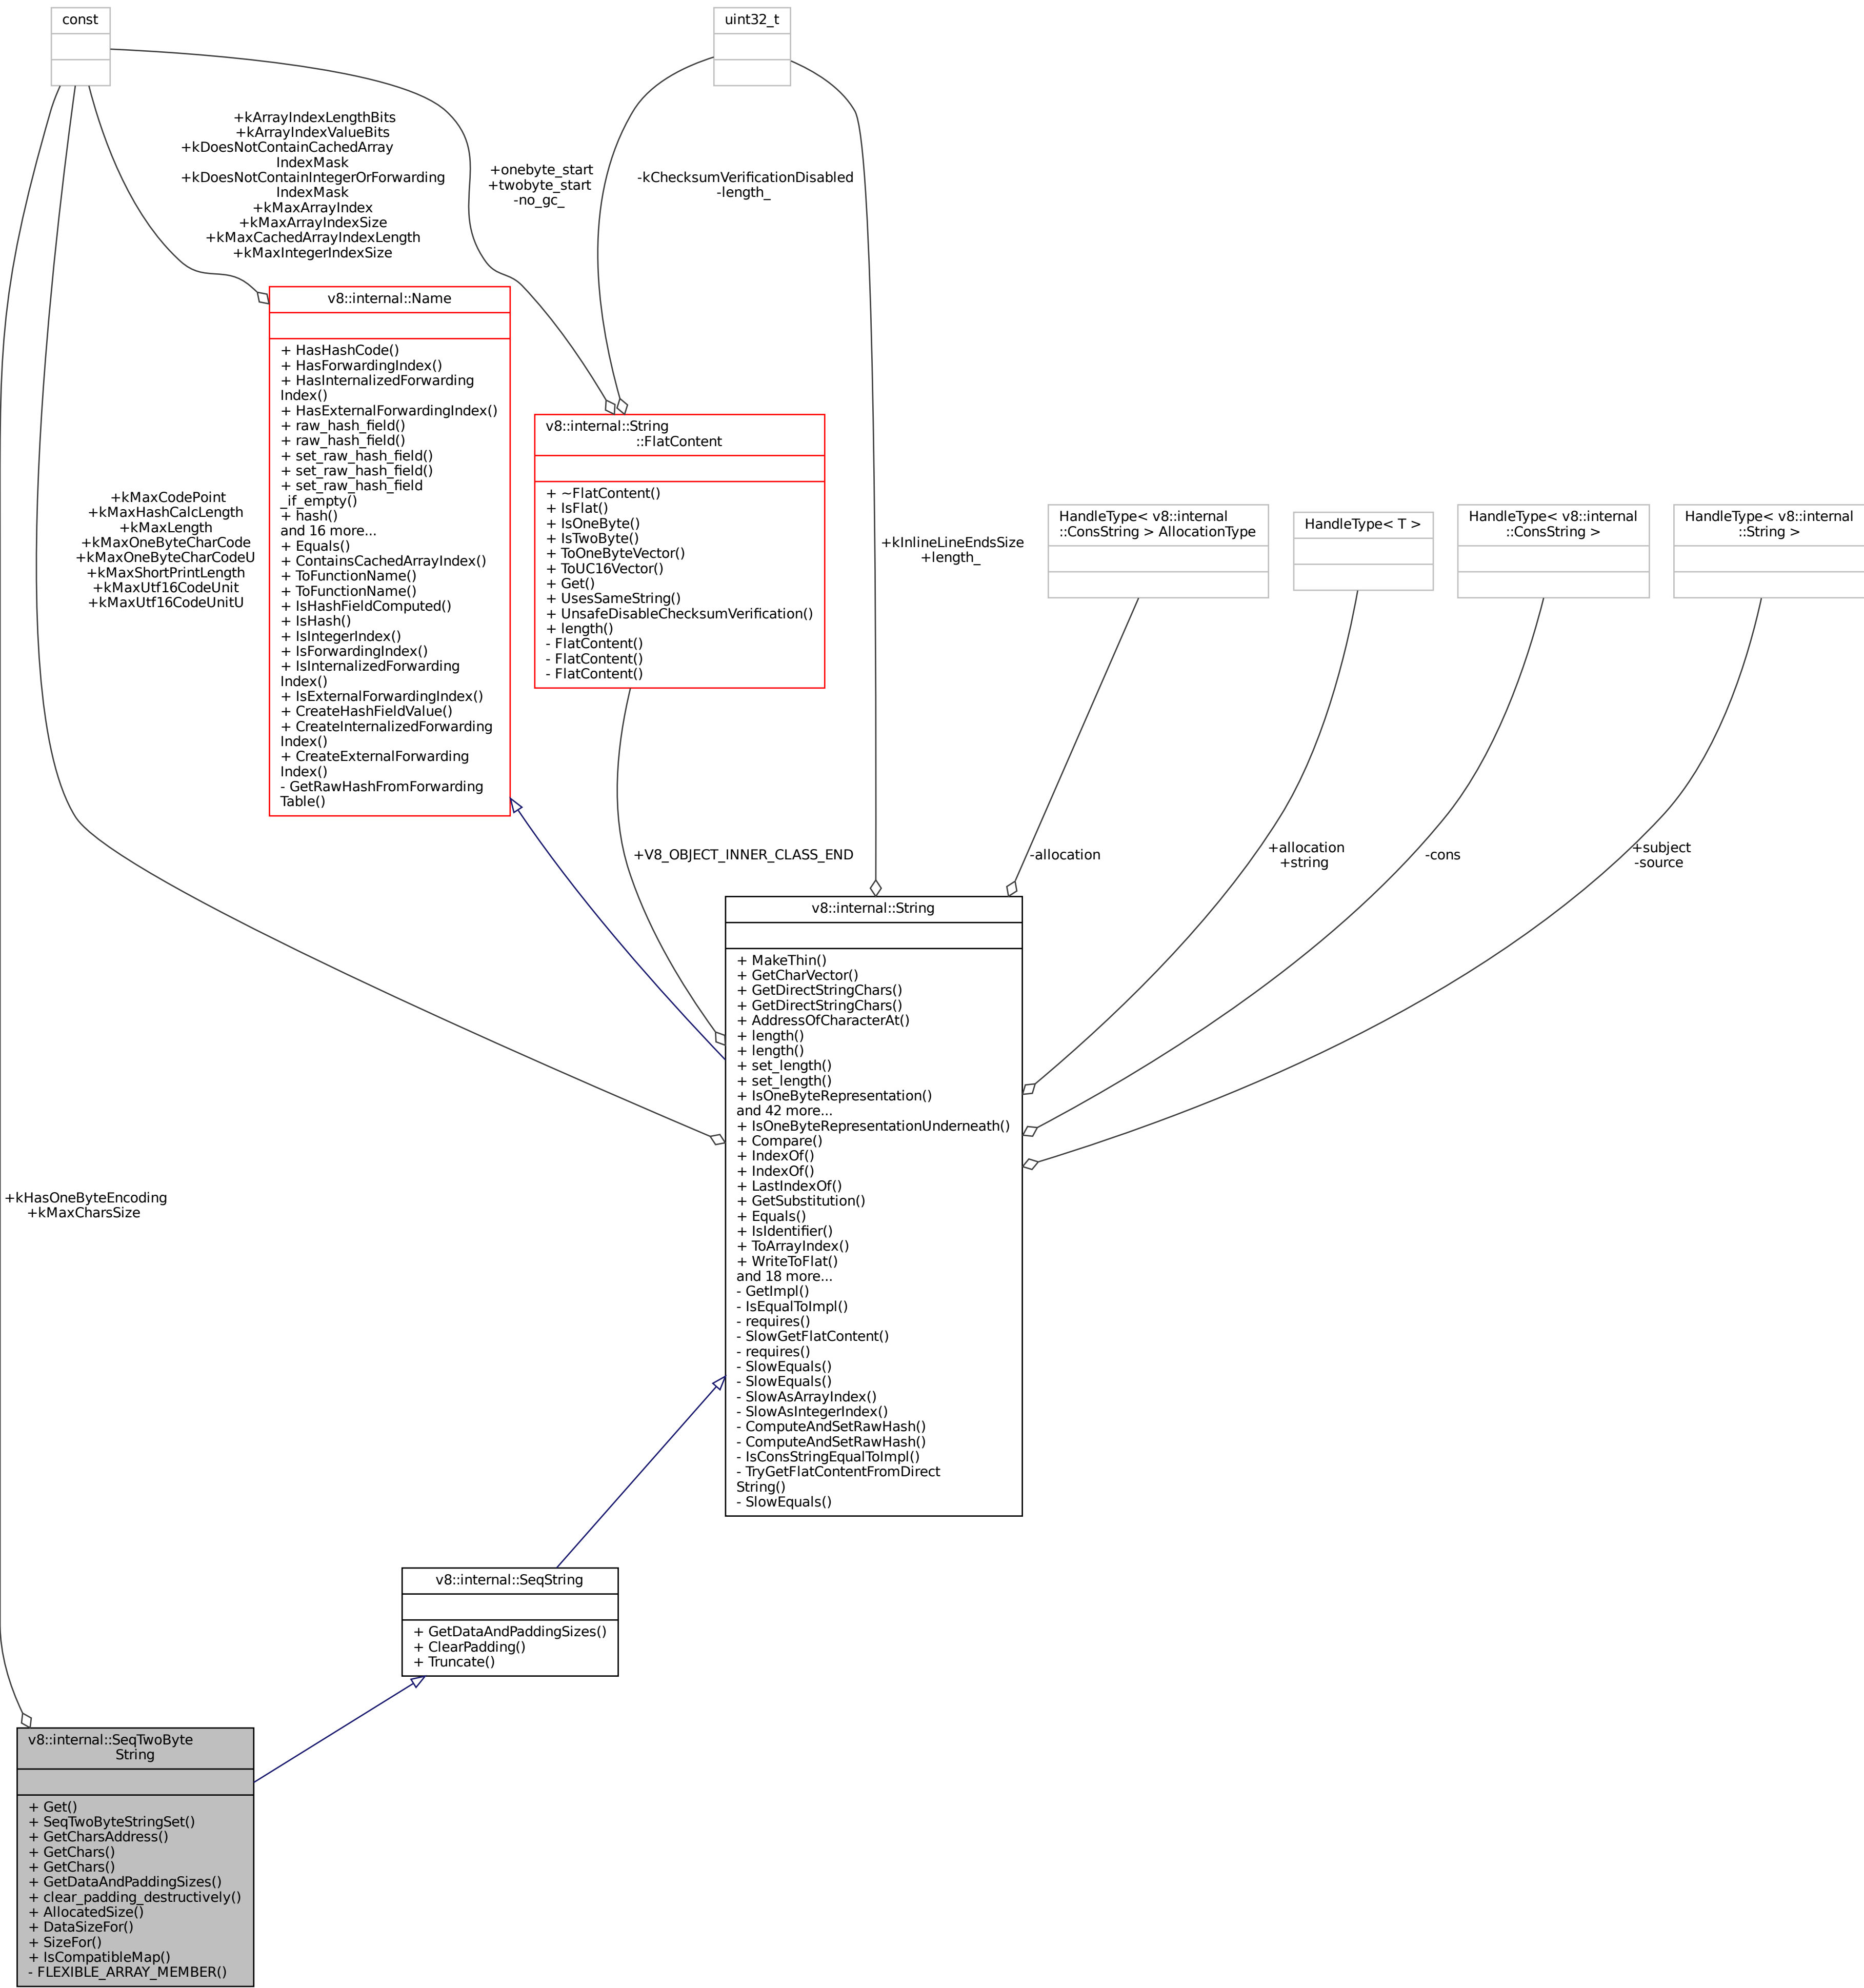 const
uint32_t
+kArrayIndexLengthBits
+kArrayIndexValueBits
+kDoesNotContainCachedArray
IndexMask
+kDoesNotContainIntegerOrForwarding
IndexMask
+kMaxArrayIndex
+kMaxArrayIndexSize
+kMaxCachedArrayIndexLength
+kMaxIntegerIndexSize
+onebyte_start
+twobyte_start
-no_gc_
-kChecksumVerificationDisabled
-length_
v8::internal::Name
+ HasHashCode()
+ HasForwardingIndex()
+ HasInternalizedForwarding
Index()
+ HasExternalForwardingIndex()
+ raw_hash_field()
+ raw_hash_field()
+ set_raw_hash_field()
+ set_raw_hash_field()
+ set_raw_hash_field
_if_empty()
+ hash()
and 16 more...
+ Equals()
+ ContainsCachedArrayIndex()
+ ToFunctionName()
+ ToFunctionName()
+ IsHashFieldComputed()
+ IsHash()
+ IsIntegerIndex()
+ IsForwardingIndex()
+ IsInternalizedForwarding
Index()
+ IsExternalForwardingIndex()
+ CreateHashFieldValue()
+ CreateInternalizedForwarding
Index()
+ CreateExternalForwarding
Index()
- GetRawHashFromForwarding
Table()
v8::internal::String
::FlatContent
+ ~FlatContent()
+ IsFlat()
+ IsOneByte()
+ IsTwoByte()
+ ToOneByteVector()
+ ToUC16Vector()
+ Get()
+ UsesSameString()
+ UnsafeDisableChecksumVerification()
+ length()
- FlatContent()
- FlatContent()
- FlatContent()
+kMaxCodePoint
+kMaxHashCalcLength
+kMaxLength
+kMaxOneByteCharCode
+kMaxOneByteCharCodeU
+kMaxShortPrintLength
+kMaxUtf16CodeUnit
+kMaxUtf16CodeUnitU
+kInlineLineEndsSize
+length_
HandleType< v8::internal
::ConsString > AllocationType
HandleType< T >
HandleType< v8::internal
::ConsString >
HandleType< v8::internal
::String >
+V8_OBJECT_INNER_CLASS_END
-allocation
+allocation
+string
-cons
+subject
-source
v8::internal::String
+ MakeThin()
+ GetCharVector()
+ GetDirectStringChars()
+ GetDirectStringChars()
+ AddressOfCharacterAt()
+ length()
+ length()
+ set_length()
+ set_length()
+ IsOneByteRepresentation()
and 42 more...
+ IsOneByteRepresentationUnderneath()
+ Compare()
+ IndexOf()
+ IndexOf()
+ LastIndexOf()
+ GetSubstitution()
+ Equals()
+ IsIdentifier()
+ ToArrayIndex()
+ WriteToFlat()
and 18 more...
- GetImpl()
- IsEqualToImpl()
- requires()
- SlowGetFlatContent()
- requires()
- SlowEquals()
- SlowEquals()
- SlowAsArrayIndex()
- SlowAsIntegerIndex()
- ComputeAndSetRawHash()
- ComputeAndSetRawHash()
- IsConsStringEqualToImpl()
- TryGetFlatContentFromDirect
String()
- SlowEquals()
+kHasOneByteEncoding
+kMaxCharsSize
v8::internal::SeqString
+ GetDataAndPaddingSizes()
+ ClearPadding()
+ Truncate()
v8::internal::SeqTwoByte
String
+ Get()
+ SeqTwoByteStringSet()
+ GetCharsAddress()
+ GetChars()
+ GetChars()
+ GetDataAndPaddingSizes()
+ clear_padding_destructively()
+ AllocatedSize()
+ DataSizeFor()
+ SizeFor()
+ IsCompatibleMap()
- FLEXIBLE_ARRAY_MEMBER()